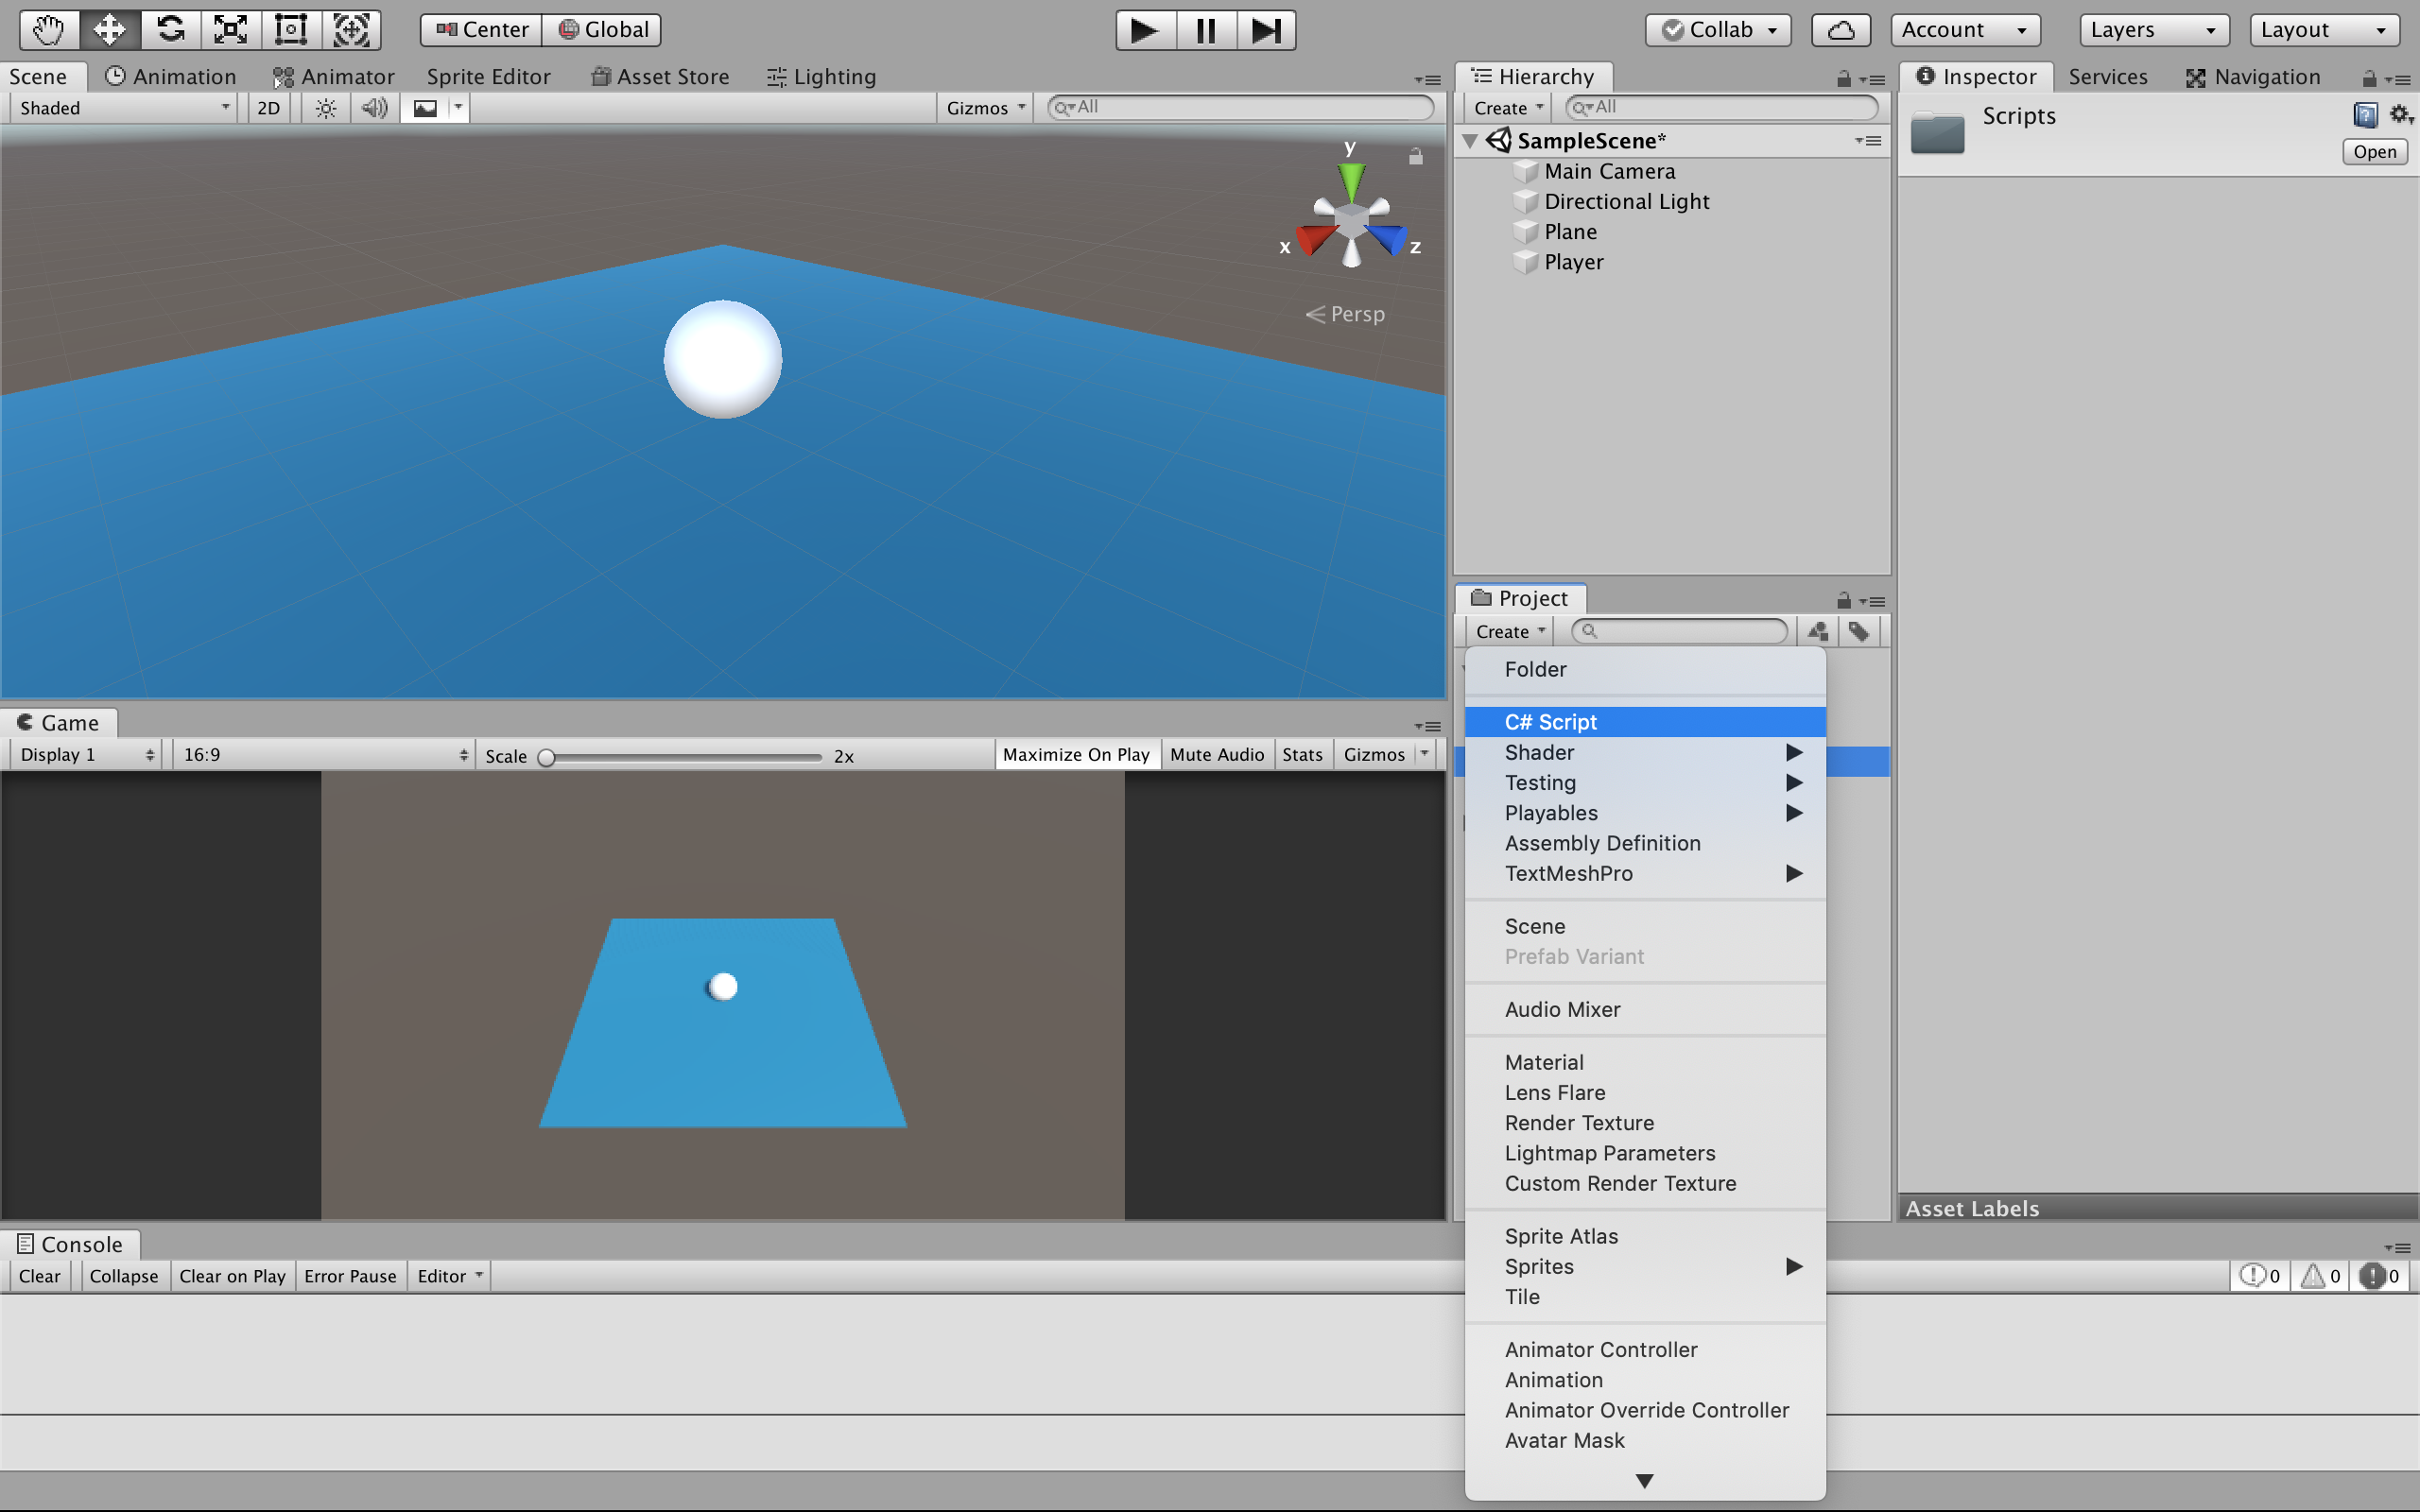 Center Global Collab Account Layers Layout
Scene Animation Animator Sprite Editor Asset Store Lighting
Shaded 2D Gizmos All
y
x z
Persp
Hierarchy
Create All
SampleScene*
Main Camera
Directional Light
Plane
Player
Inspector Services Navigation
Scripts
Open
Project
Create
Folder
C# Script
Shader
Testing
Playables
Assembly Definition
TextMeshPro
Scene
Prefab Variant
Audio Mixer
Material
Lens Flare
Render Texture
Lightmap Parameters
Custom Render Texture
Sprite Atlas
Sprites
Tile
Animator Controller
Animation
Animator Override Controller
Avatar Mask
Asset Labels
Game
Display 1 16:9 Scale 2x Maximize On Play Mute Audio Stats Gizmos
Console
Clear Collapse Clear on Play Error Pause Editor 0 0 0